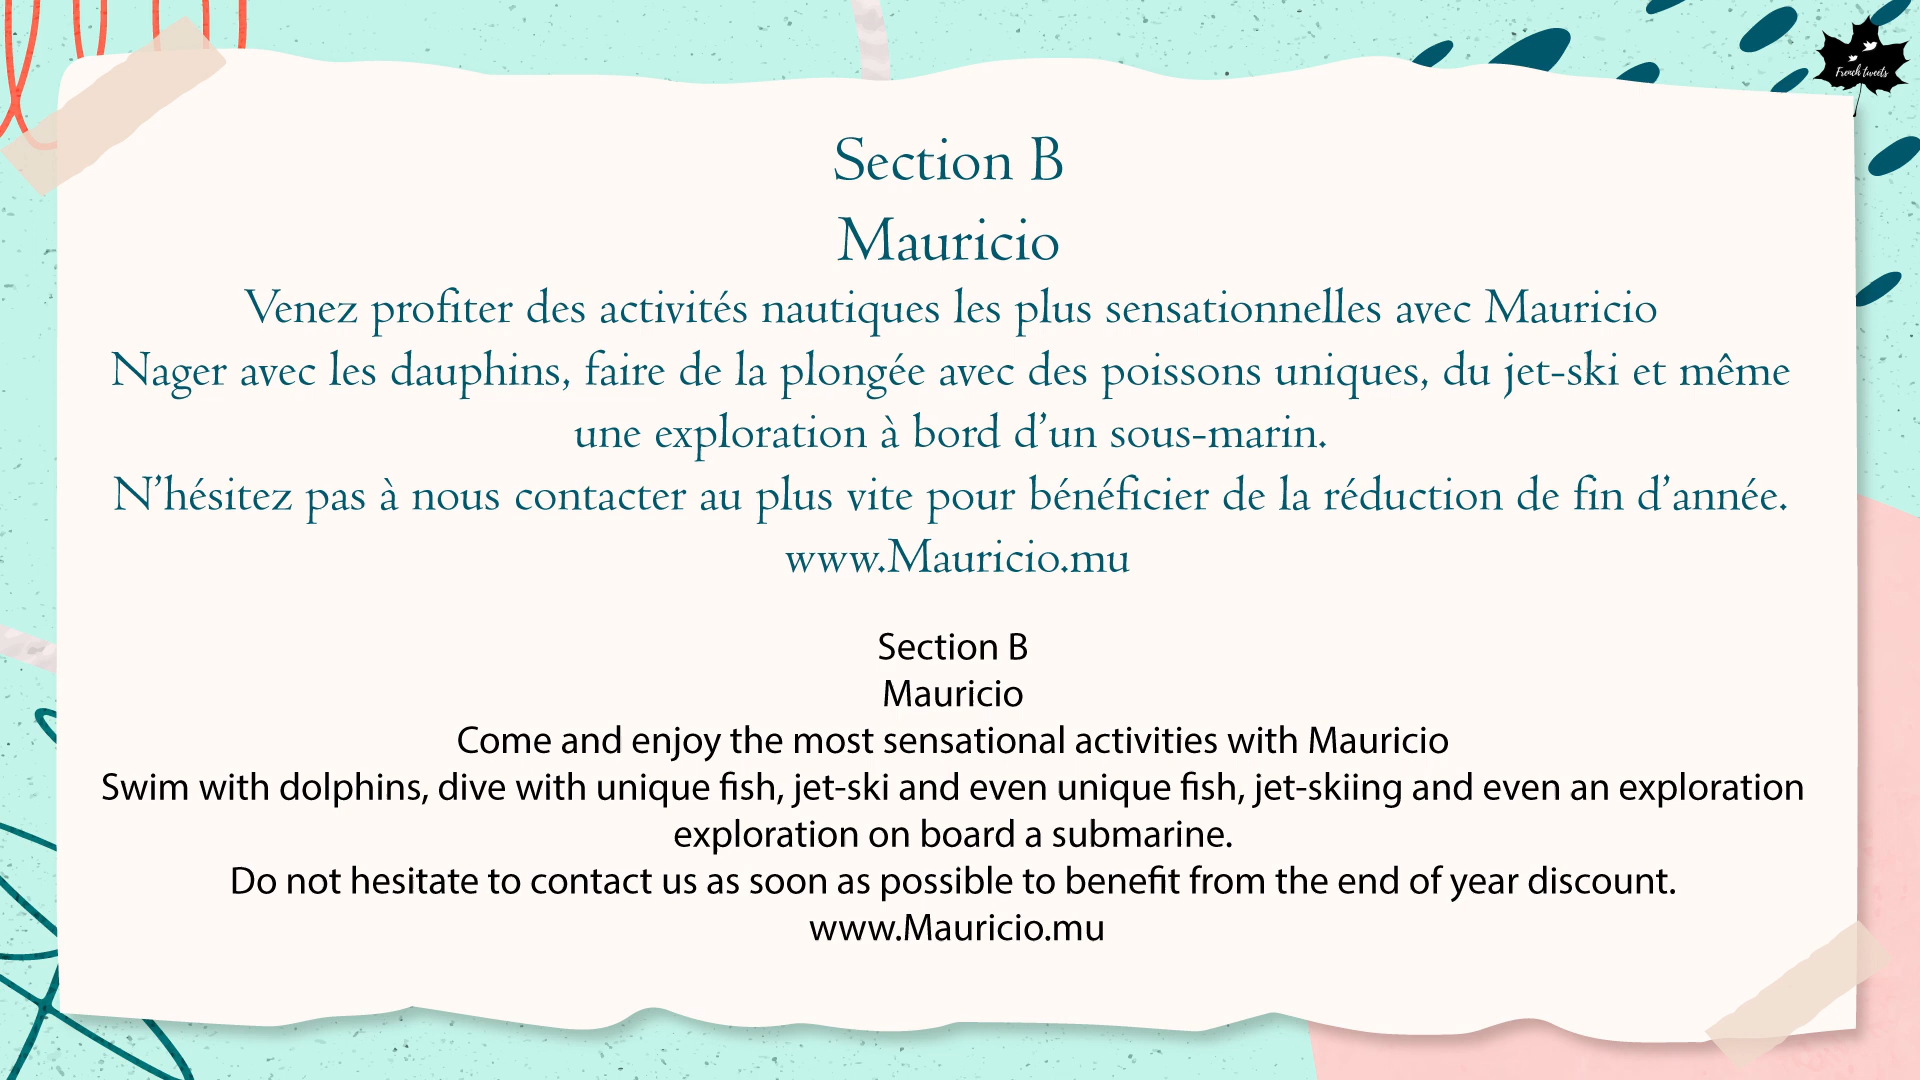 French tweets
Section B
Mauricio
Venez profiter des activités nautiques les plus sensationnelles avec Mauricio
Nager avec les dauphins, faire de la plongée avec des poissons uniques, du jet-ski et même
une exploration à bord d’un sous-marin.
N’hésitez pas à nous contacter au plus vite pour bénéficier de la réduction de fin d’année.
www.Mauricio.mu
Section B
Mauricio
Come and enjoy the most sensational activities with Mauricio
Swim with dolphins, dive with unique fish, jet-ski and even unique fish, jet-skiing and even an exploration
exploration on board a submarine.
Do not hesitate to contact us as soon as possible to benefit from the end of year discount.
www.Mauricio.mu